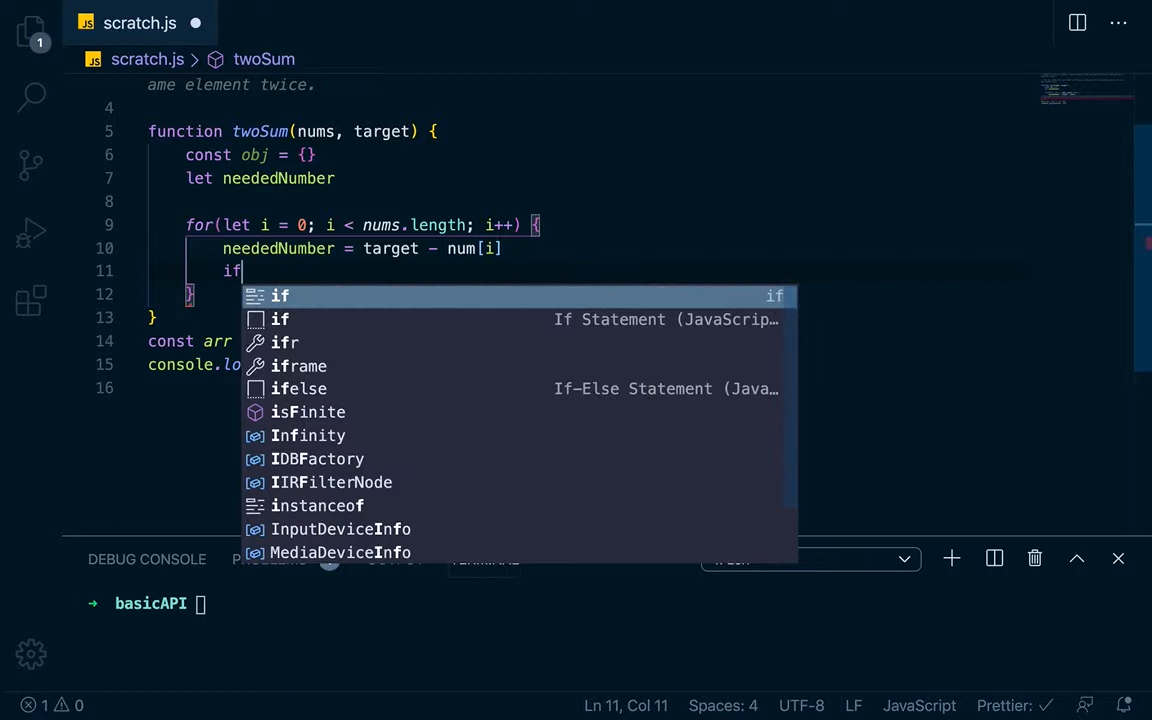 scratch.js
1
scratch.js > twoSum
ame element twice.
4
5 function twoSum(nums, target) {
6 const obj = {}
7 let neededNumber
8
9 for(let i = 0; i < nums.length; i++) {
10 neededNumber = target - num[i]
11 if
12 }
13 }
14 const arr
15 console.lo
16
if if
if If Statement (JavaScrip…
ifr
iframe
ifelse If-Else Statement (Java…
isFinite
Infinity
IDBFactory
IIRFilterNode
instanceof
InputDeviceInfo
MediaDeviceInfo
DEBUG CONSOLE
→ basicAPI
1 0 Ln 11, Col 11 Spaces: 4 UTF-8 LF JavaScript Prettier: ✓